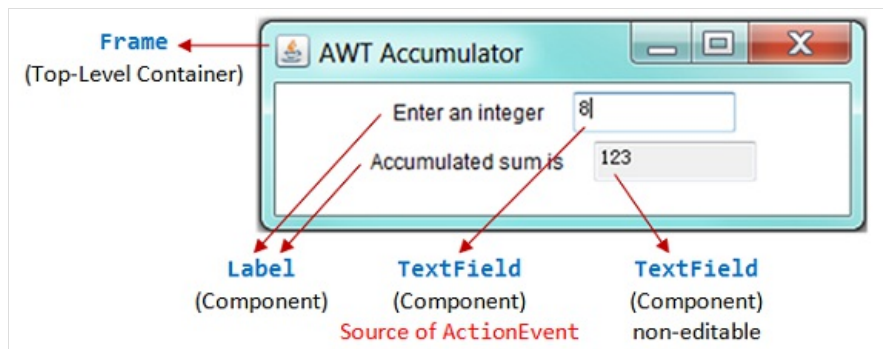 Frame
(Top-Level Container)
AWT Accumulator
Enter an integer 8
Accumulated sum is 123
Label TextField TextField
(Component) (Component) (Component)
Source of ActionEvent non-editable